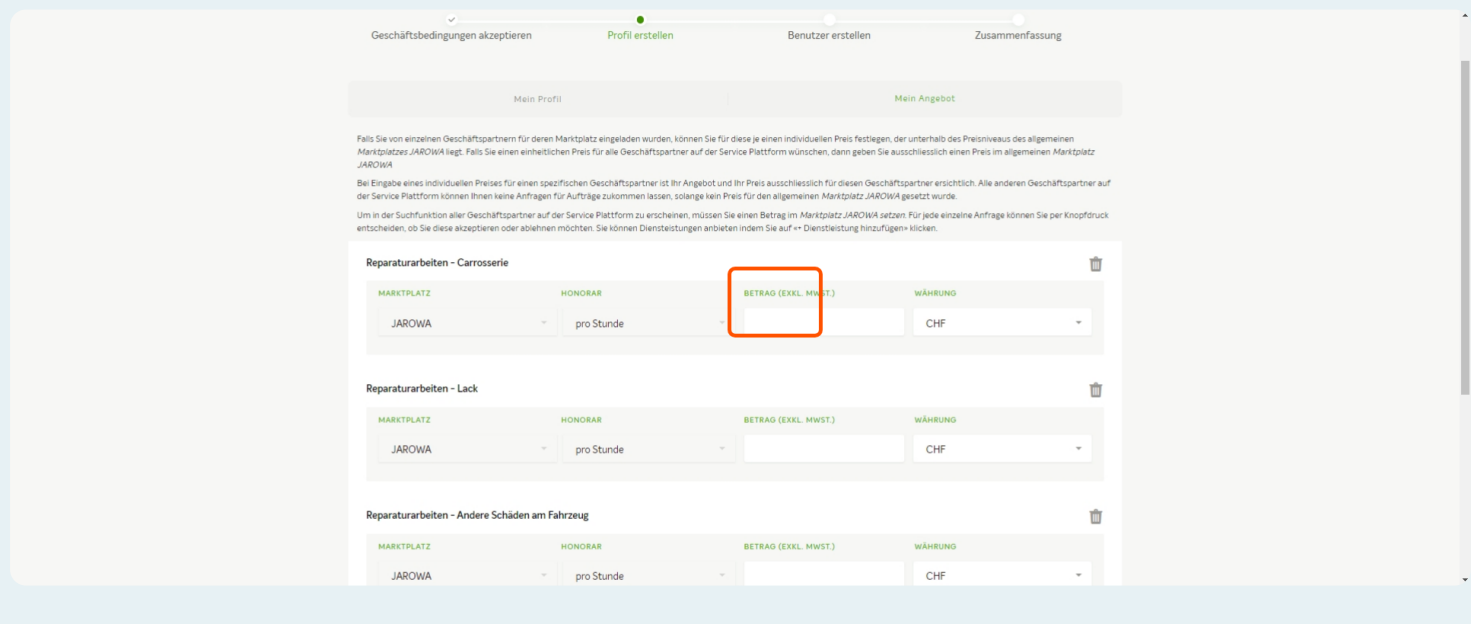 Geschäftsbedingungen akzeptieren Profil erstellen Benutzer erstellen Zusammenfassung
Mein Profil Mein Angebot
Falls Sie von einzelnen Geschäftspartnern für deren Marktplatz eingeladen wurden, können Sie für diese je einen individuellen Preis festlegen, der unterhalb des Preisniveaus des allgemeinen
Marktplatzes JAROWA liegt. Falls Sie einen einheitlichen Preis für alle Geschäftspartner auf der Service Plattform wünschen, dann geben Sie ausschliesslich einen Preis im allgemeinen Marktplatz
JAROWA
Bei Eingabe eines individuellen Preises für einen spezifischen Geschäftspartner ist Ihr Angebot und Ihr Preis ausschliesslich für diesen Geschäftspartner ersichtlich. Alle anderen Geschäftspartner auf
der Service Plattform können Ihnen keine Anfragen für Aufträge zukommen lassen, solange kein Preis für den allgemeinen Marktplatz JAROWA gesetzt wurde.
Um in der Suchfunktion aller Geschäftspartner auf der Service Plattform zu erscheinen, müssen Sie einen Betrag im Marktplatz JAROWA setzen. Für jede einzelne Anfrage können Sie per Knopfdruck
entscheiden, ob Sie diese akzeptieren oder ablehnen möchten. Sie können Diensteistungen anbieten indem Sie auf «+ Dienstleistung hinzufügen» klicken.
Reparaturarbeiten - Carrosserie
MARKTPLATZ HONORAR BETRAG (EXKL. MWST.) WÄHRUNG
JAROWA pro Stunde CHF
Reparaturarbeiten - Lack
MARKTPLATZ HONORAR BETRAG (EXKL. MWST.) WÄHRUNG
JAROWA pro Stunde CHF
Reparaturarbeiten - Andere Schäden am Fahrzeug
MARKTPLATZ HONORAR BETRAG (EXKL. MWST.) WÄHRUNG
JAROWA pro Stunde CHF